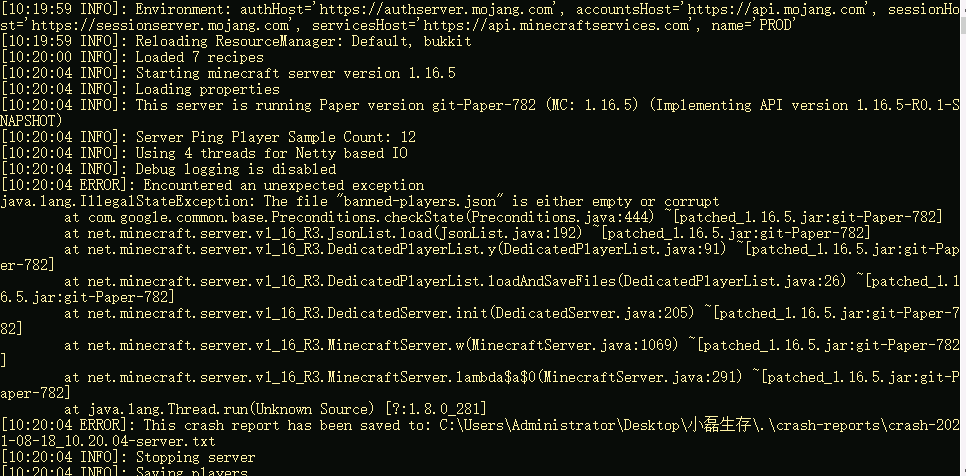 [10:19:59 INFO]: Environment: authHost='https://authserver.mojang.com', accountsHost='https://api.mojang.com', sessionHo
st='https://sessionserver.mojang.com', servicesHost='https://api.minecraftservices.com', name='PROD'
[10:19:59 INFO]: Reloading ResourceManager: Default, bukkit
[10:20:00 INFO]: Loaded 7 recipes
[10:20:04 INFO]: Starting minecraft server version 1.16.5
[10:20:04 INFO]: Loading properties
[10:20:04 INFO]: This server is running Paper version git-Paper-782 (MC: 1.16.5) (Implementing API version 1.16.5-R0.1-S
NAPSHOT)
[10:20:04 INFO]: Server Ping Player Sample Count: 12
[10:20:04 INFO]: Using 4 threads for Netty based IO
[10:20:04 INFO]: Debug logging is disabled
[10:20:04 ERROR]: Encountered an unexpected exception
java.lang.IllegalStateException: The file "banned-players.json" is either empty or corrupt
        at com.google.common.base.Preconditions.checkState(Preconditions.java:444) ~[patched_1.16.5.jar:git-Paper-782]
        at net.minecraft.server.v1_16_R3.JsonList.load(JsonList.java:192) ~[patched_1.16.5.jar:git-Paper-782]
        at net.minecraft.server.v1_16_R3.DedicatedPlayerList.y(DedicatedPlayerList.java:91) ~[patched_1.16.5.jar:git-Pap
er-782]
        at net.minecraft.server.v1_16_R3.DedicatedPlayerList.loadAndSaveFiles(DedicatedPlayerList.java:26) ~[patched_1.1
6.5.jar:git-Paper-782]
        at net.minecraft.server.v1_16_R3.DedicatedServer.init(DedicatedServer.java:205) ~[patched_1.16.5.jar:git-Paper-7
82]
        at net.minecraft.server.v1_16_R3.MinecraftServer.w(MinecraftServer.java:1069) ~[patched_1.16.5.jar:git-Paper-782
]
        at net.minecraft.server.v1_16_R3.MinecraftServer.lambda$a$0(MinecraftServer.java:291) ~[patched_1.16.5.jar:git-P
aper-782]
        at java.lang.Thread.run(Unknown Source) [?:1.8.0_281]
[10:20:04 ERROR]: This crash report has been saved to: C:\Users\Administrator\Desktop\小磊生存\.\crash-reports\crash-202
1-08-18_10.20.04-server.txt
[10:20:04 INFO]: Stopping server
[10:20:04 INFO]: Saving players